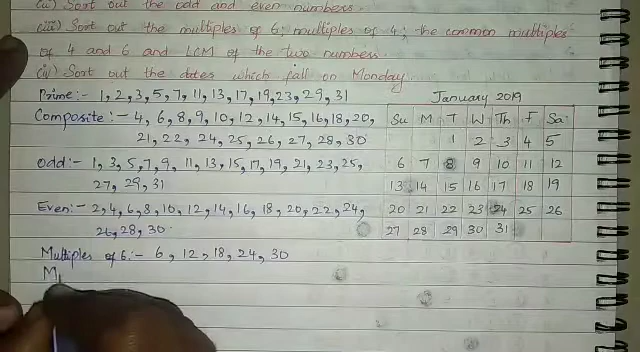 (ii) Sort out the odd and even numbers.
(iii) Sort out the multiples of 6; multiples of 4; the common multiples
of 4 and 6 and LCM of the two numbers.
(iv) Sort out the dates which fall on Monday.
Prime:- 1, 2, 3, 5, 7, 11, 13, 17, 19, 23, 29, 31
Composite:- 4, 6, 8, 9, 10, 12, 14, 15, 16, 18, 20,
21, 22, 24, 25, 26, 27, 28, 30
Odd:- 1, 3, 5, 7, 9, 11, 13, 15, 17, 19, 21, 23, 25,
27, 29, 31
Even:- 2, 4, 6, 8, 10, 12, 14, 16, 18, 20, 22, 24,
26, 28, 30.
Multiples of 6:- 6, 12, 18, 24, 30
M
January 2019
Su M T W Th F Sa
1 2 3 4 5
6 7 8 9 10 11 12
13 14 15 16 17 18 19
20 21 22 23 24 25 26
27 28 29 30 31